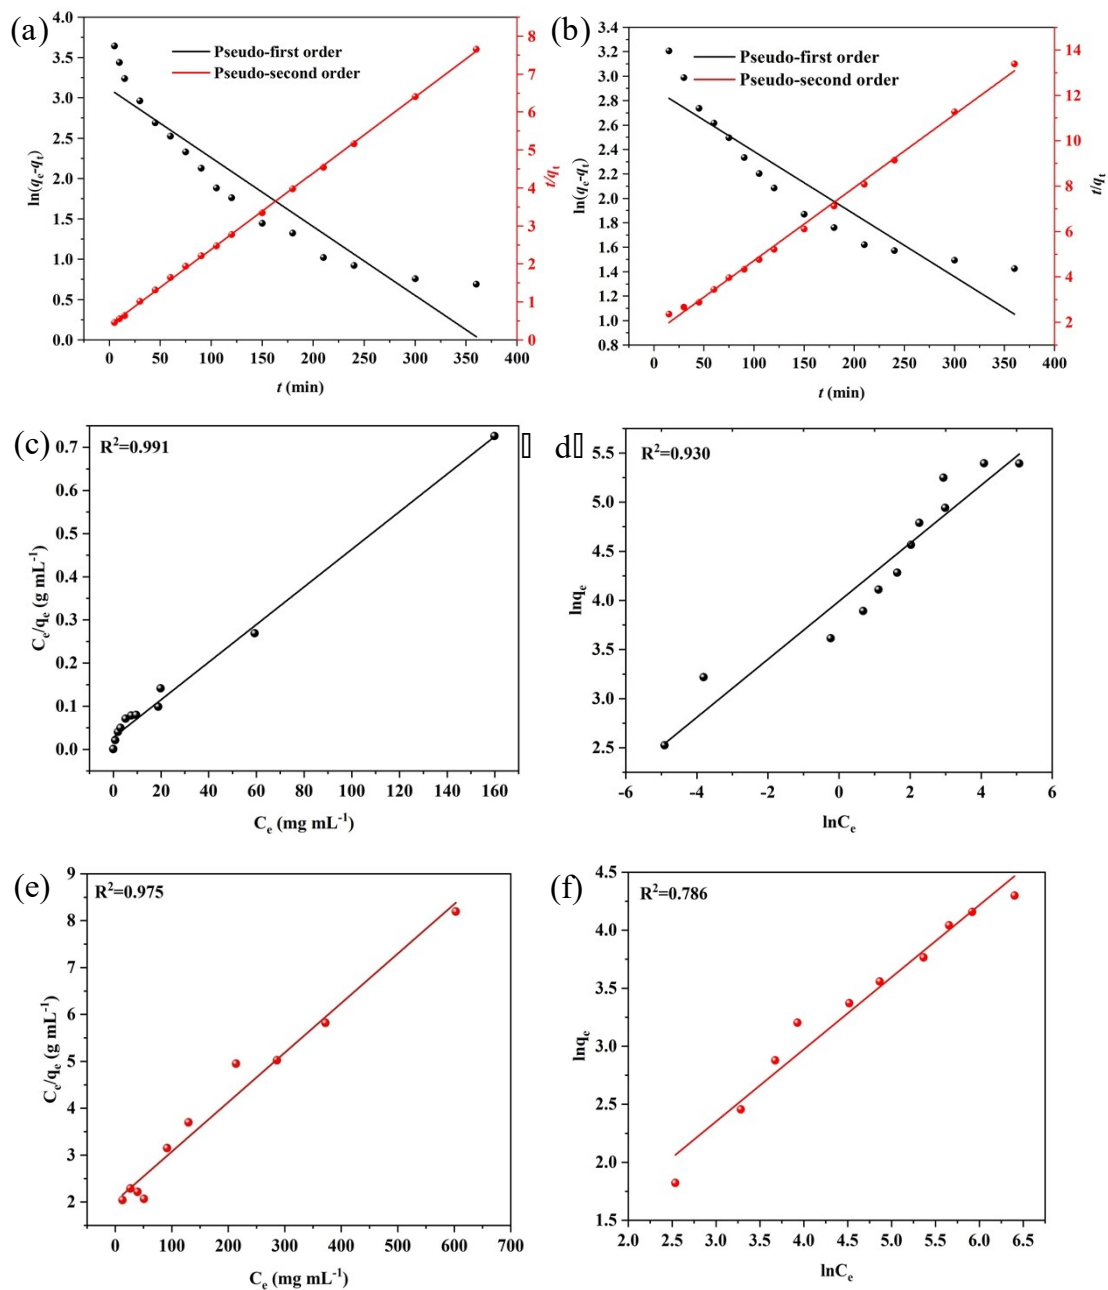 (a)
4.0
3.5
3.0
2.5
2.0
1.5
1.0
0.5
0.0
ln(qe-qt)
Pseudo-first order
Pseudo-second order
8
7
6
5
4
3
2
1
0
t/qt
0 50 100 150 200 250 300 350 400
t (min)
(b)
3.4
3.2
3.0
2.8
2.6
2.4
2.2
2.0
1.8
1.6
1.4
1.2
1.0
0.8
ln(qe-qt)
Pseudo-first order
Pseudo-second order
14
12
10
8
6
4
2
t/qt
0 50 100 150 200 250 300 350 400
t (min)
(c)
R²=0.991
0.7
0.6
0.5
0.4
0.3
0.2
0.1
0.0
Ce/qe (g mL⁻¹)
0 20 40 60 80 100 120 140 160
Ce (mg mL⁻¹)
d
R²=0.930
5.5
5.0
4.5
4.0
3.5
3.0
2.5
lnqe
-6 -4 -2 0 2 4 6
lnCe
(e)
R²=0.975
9
8
7
6
5
4
3
2
Ce/qe (g mL⁻¹)
0 100 200 300 400 500 600 700
Ce (mg mL⁻¹)
(f)
R²=0.786
4.5
4.0
3.5
3.0
2.5
2.0
1.5
lnqe
2.0 2.5 3.0 3.5 4.0 4.5 5.0 5.5 6.0 6.5
lnCe